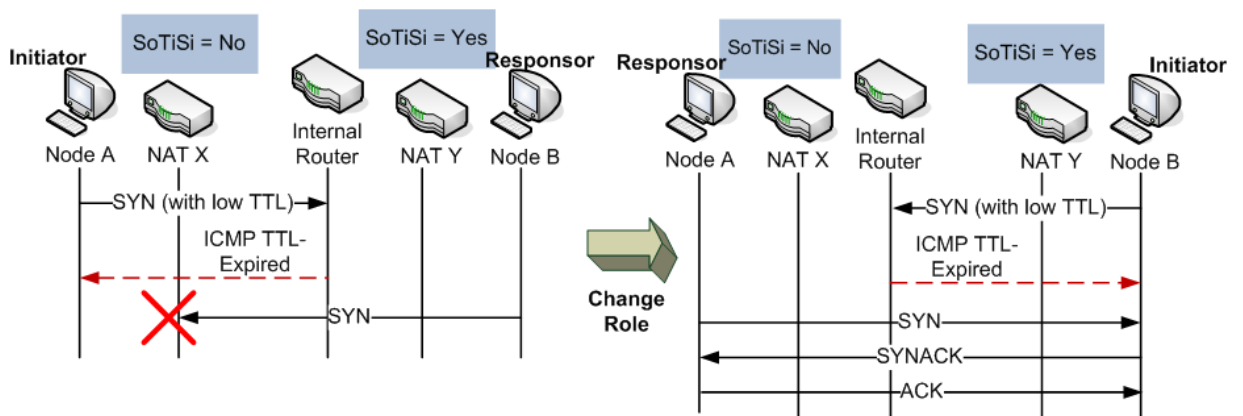 SoTiSi = No
SoTiSi = Yes
Initiator
Responsor
Node A
NAT X
Internal
Router
NAT Y
Node B
SYN (with low TTL)
ICMP TTL-
Expired
SYN
Change
Role
SoTiSi = No
SoTiSi = Yes
Responsor
Initiator
Node A
NAT X
Internal
Router
NAT Y
Node B
SYN (with low TTL)
ICMP TTL-
Expired
SYN
SYNACK
ACK